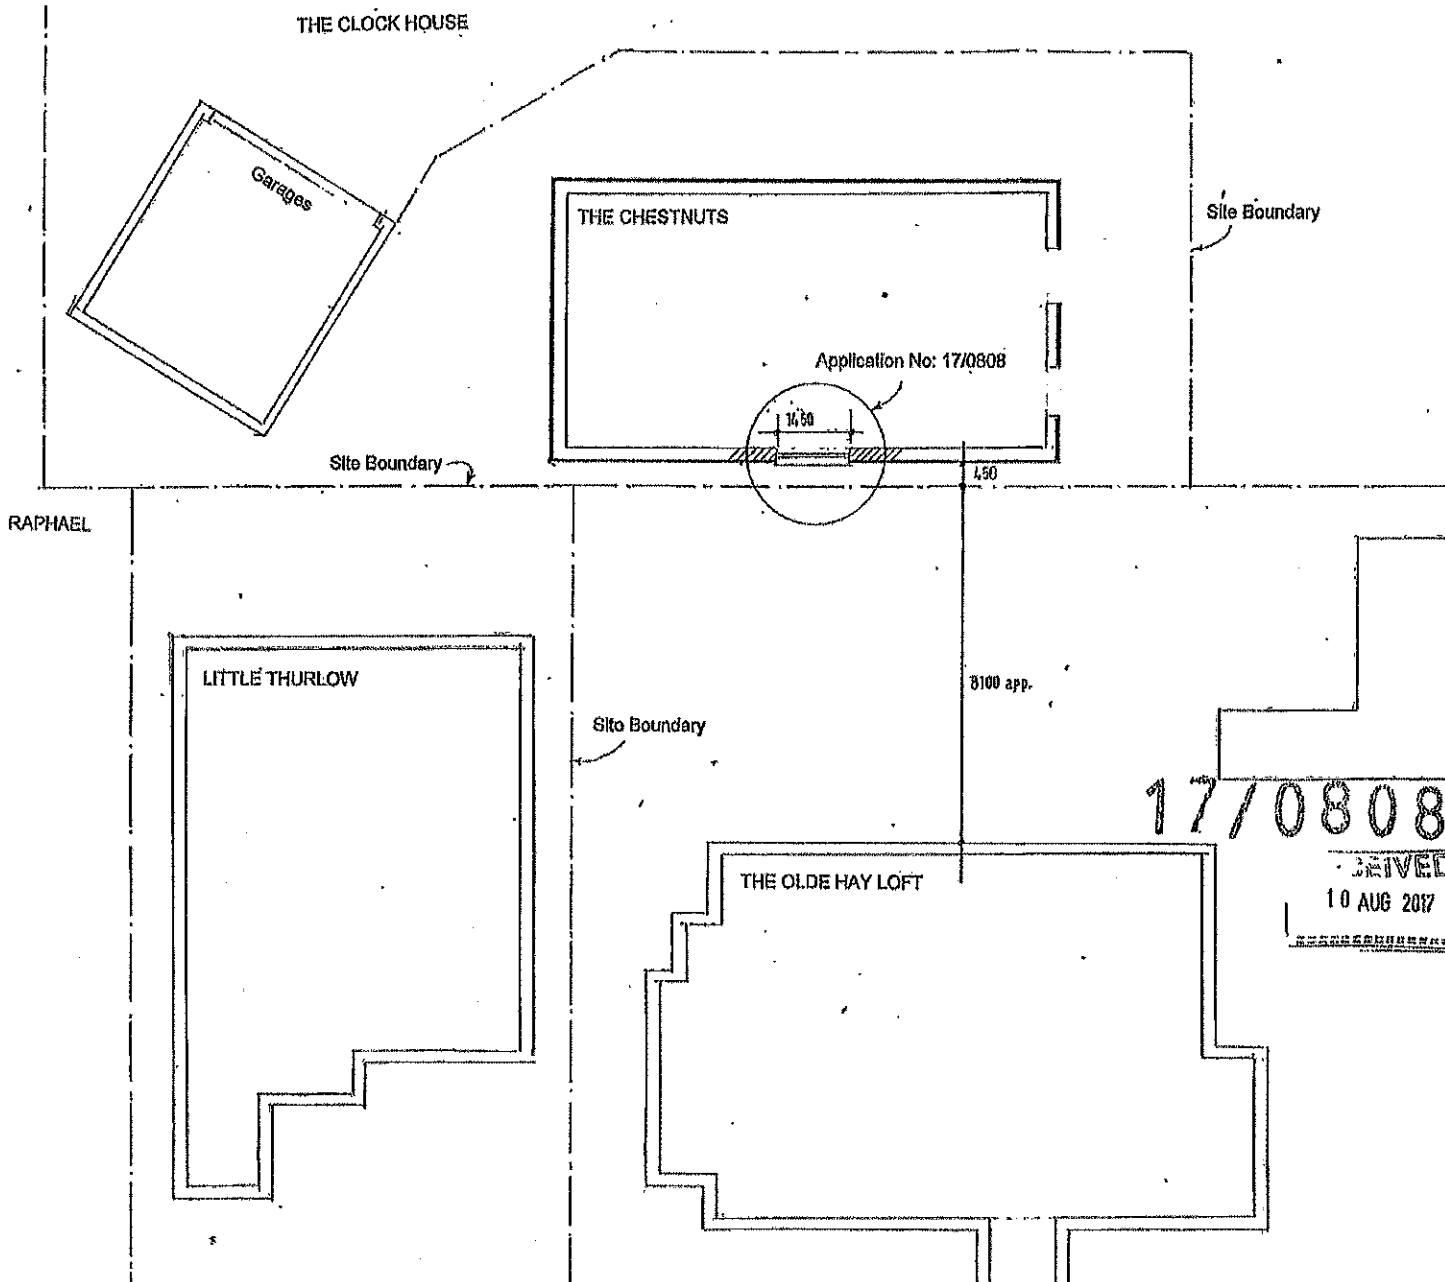 THE CLOCK HOUSE
Garages
THE CHESTNUTS
Site Boundary
Application No: 17/0808
1450
Site Boundary
450
RAPHAEL
LITTLE THURLOW
8100 app.
Site Boundary
17/0808
10 AUG 2017
THE OLDE HAY LOFT